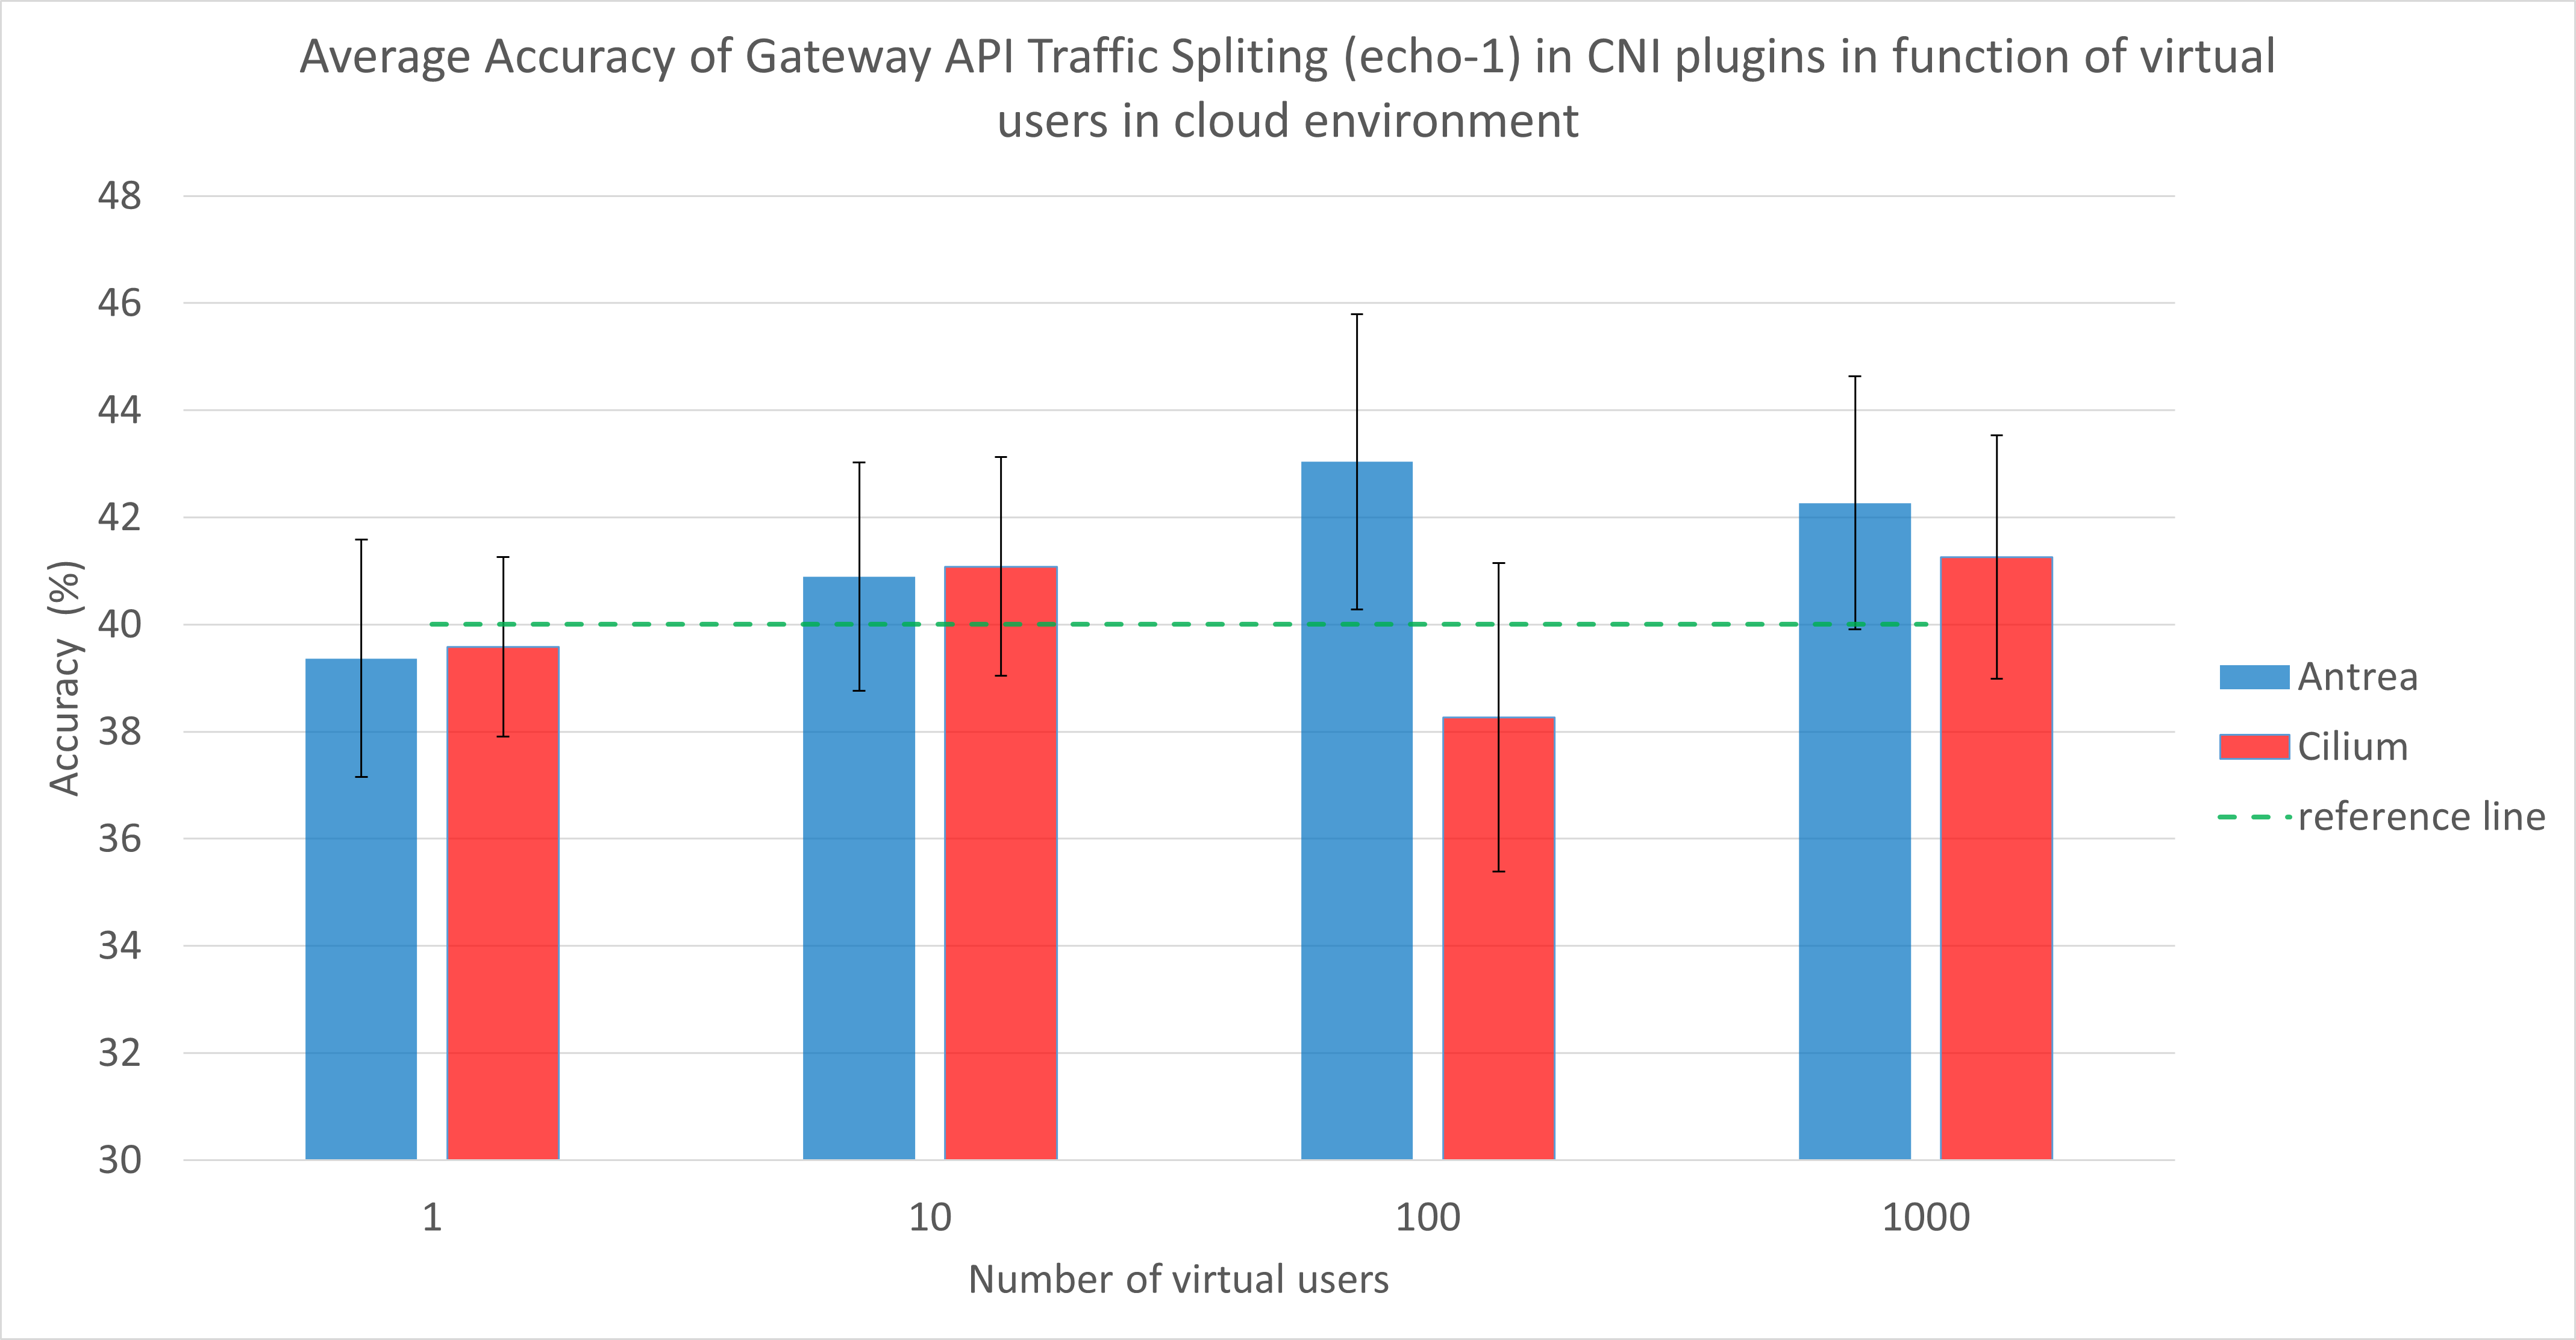 Average Accuracy of Gateway API Traffic Spliting (echo-1) in CNI plugins in function of virtual
users in cloud environment
48
46
44
42
40
38
36
34
32
30
Accuracy (%)
1
10
100
1000
Number of virtual users
Antrea
Cilium
reference line